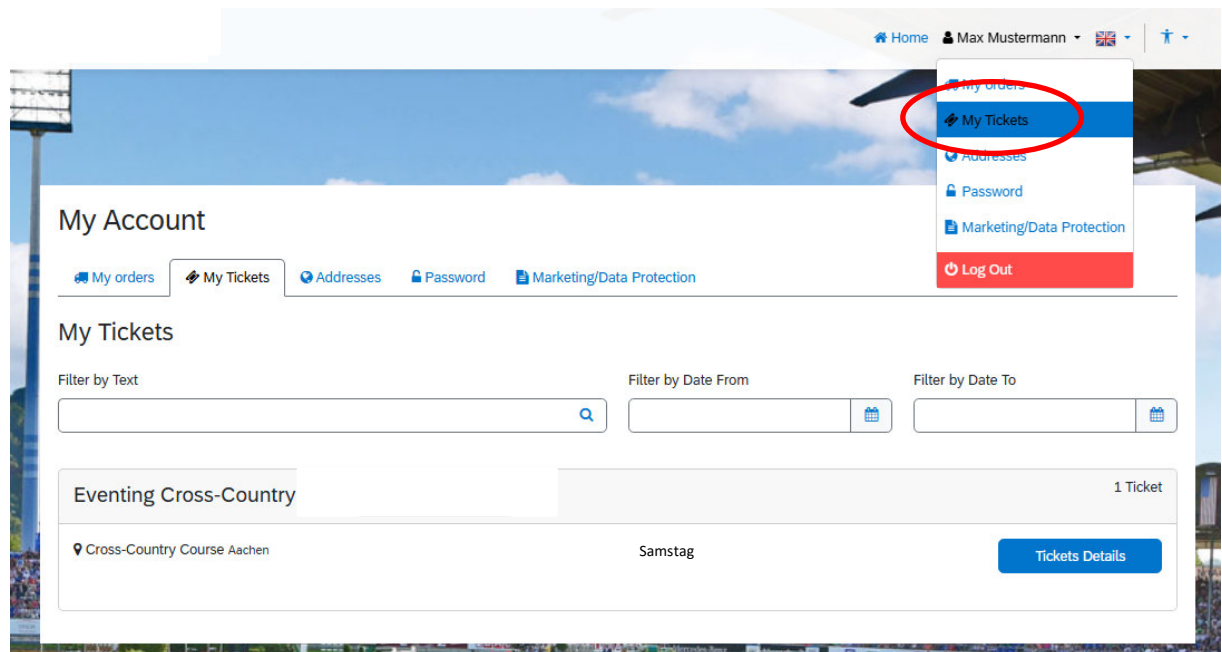 Home Max Mustermann
My orders
My Tickets
Addresses
Password
Marketing/Data Protection
Log Out
My Account
My orders My Tickets Addresses Password Marketing/Data Protection
My Tickets
Filter by Text Filter by Date From Filter by Date To
Eventing Cross-Country 1 Ticket
Cross-Country Course Aachen Samstag Tickets Details